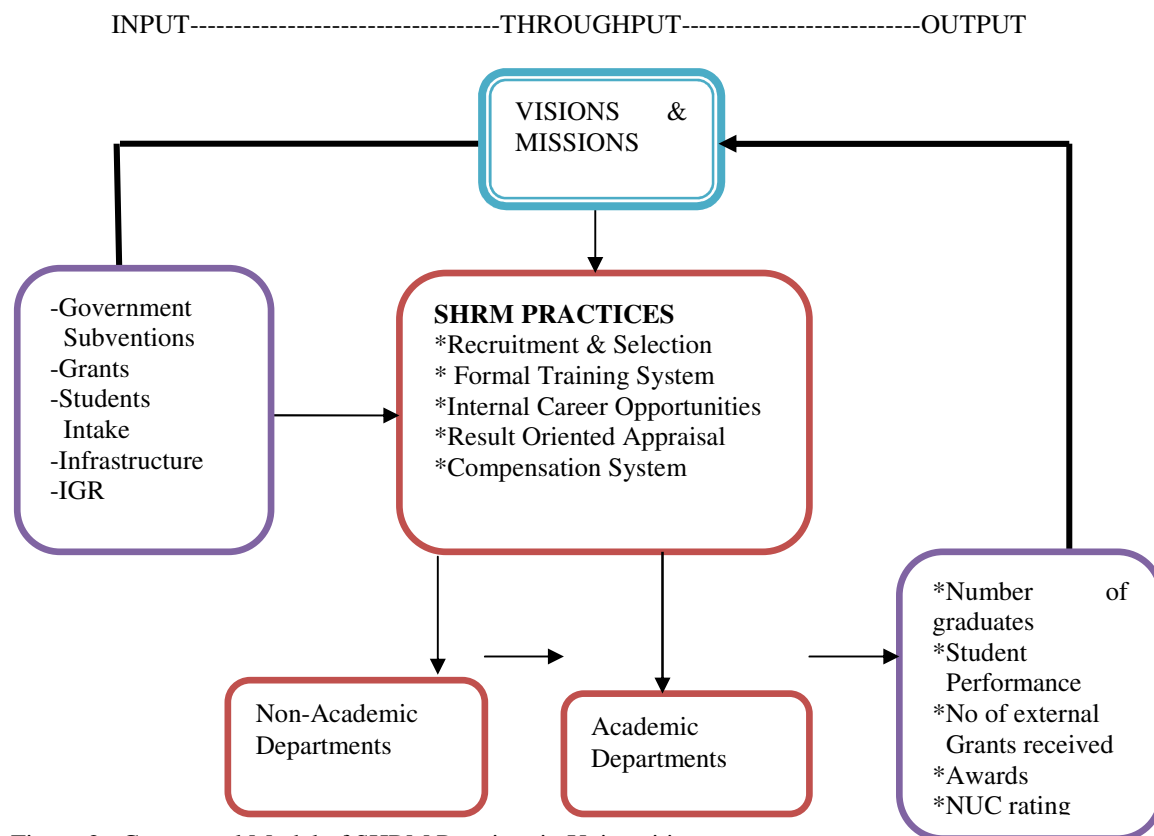 INPUT-----------------------------------THROUGHPUT---------------------------OUTPUT
VISIONS &
MISSIONS
-Government
Subventions
-Grants
-Students
Intake
-Infrastructure
-IGR
SHRM PRACTICES
*Recruitment & Selection
* Formal Training System
*Internal Career Opportunities
*Result Oriented Appraisal
*Compensation System
Non-Academic
Departments
Academic
Departments
*Number of
graduates
*Student
Performance
*No of external
Grants received
*Awards
*NUC rating